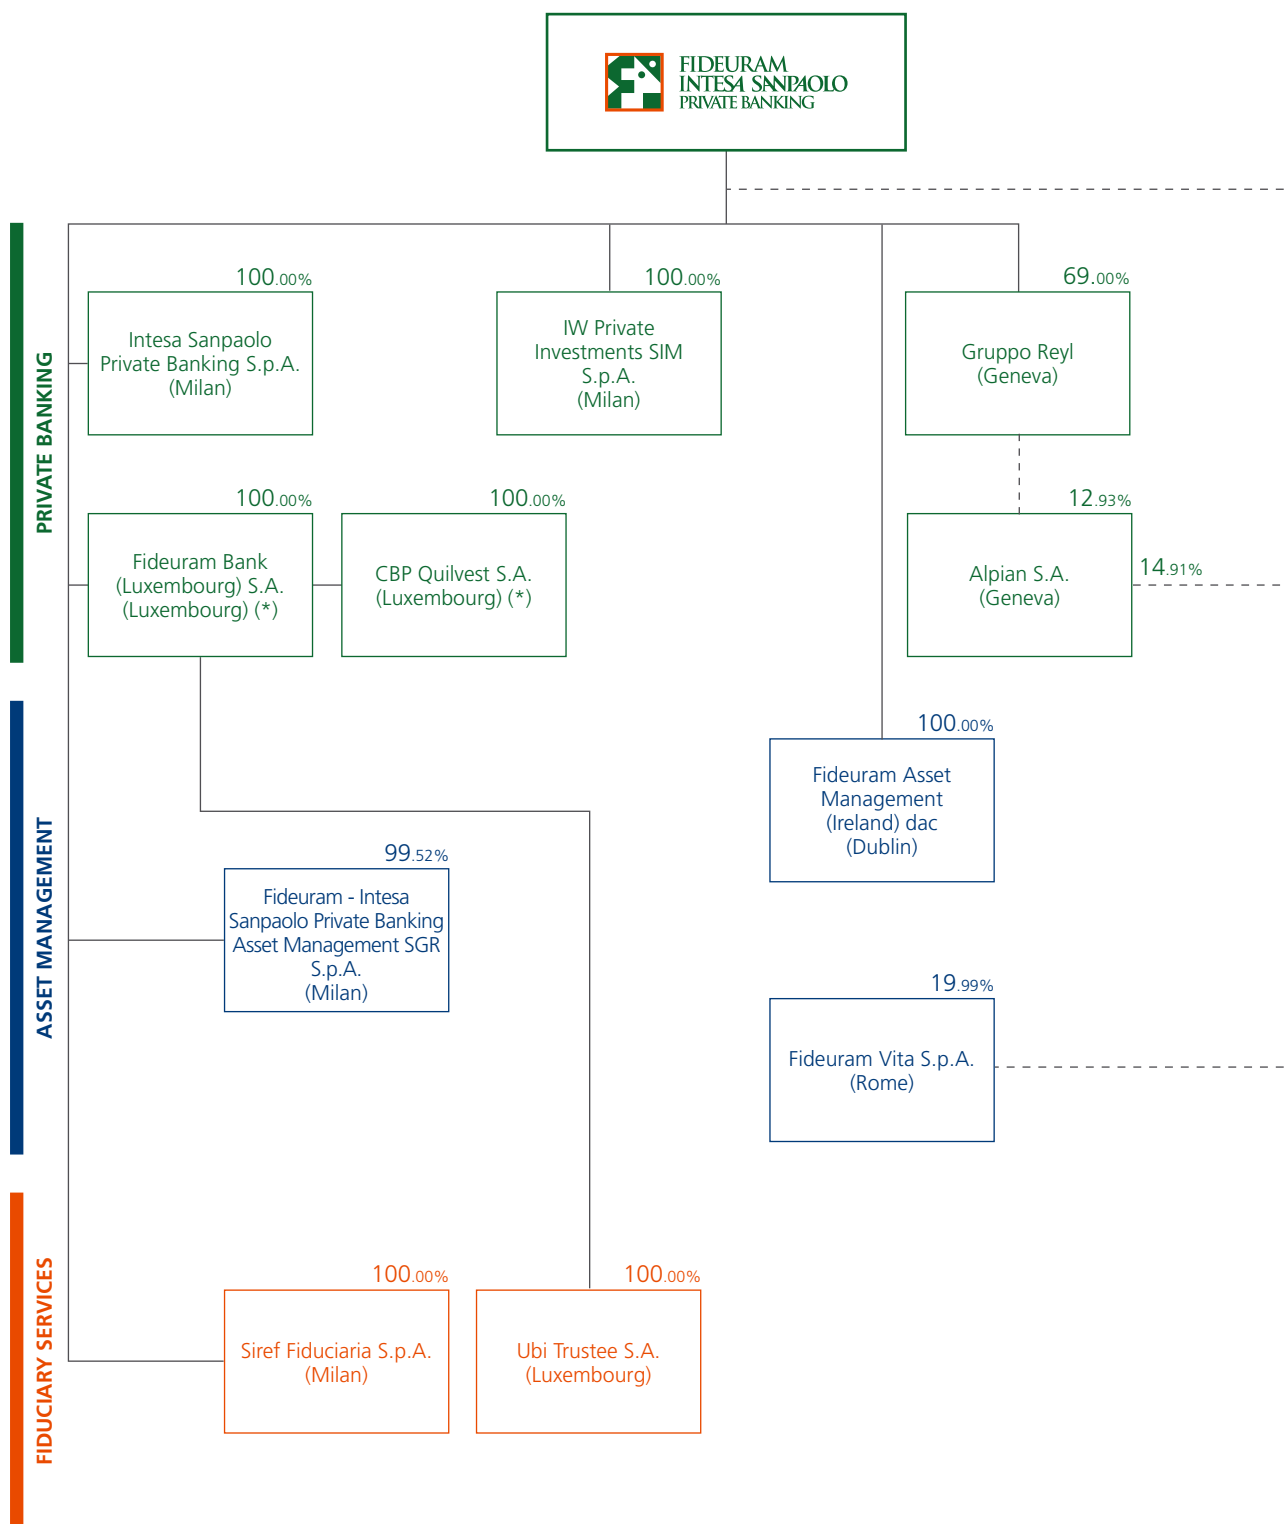 FIDEURAM
INTESA SANPAOLO
PRIVATE BANKING
PRIVATE BANKING
100.00%
Intesa Sanpaolo
Private Banking S.p.A.
(Milan)
100.00%
IW Private
Investments SIM
S.p.A.
(Milan)
69.00%
Gruppo Reyl
(Geneva)
100.00%
Fideuram Bank
(Luxembourg) S.A.
(Luxembourg) (*)
100.00%
CBP Quilvest S.A.
(Luxembourg) (*)
12.93%
Alpian S.A.
(Geneva)
14.91%
ASSET MANAGEMENT
100.00%
Fideuram Asset
Management
(Ireland) dac
(Dublin)
99.52%
Fideuram - Intesa
Sanpaolo Private Banking
Asset Management SGR
S.p.A.
(Milan)
19.99%
Fideuram Vita S.p.A.
(Rome)
FIDUCIARY SERVICES
100.00%
Siref Fiduciaria S.p.A.
(Milan)
100.00%
Ubi Trustee S.A.
(Luxembourg)